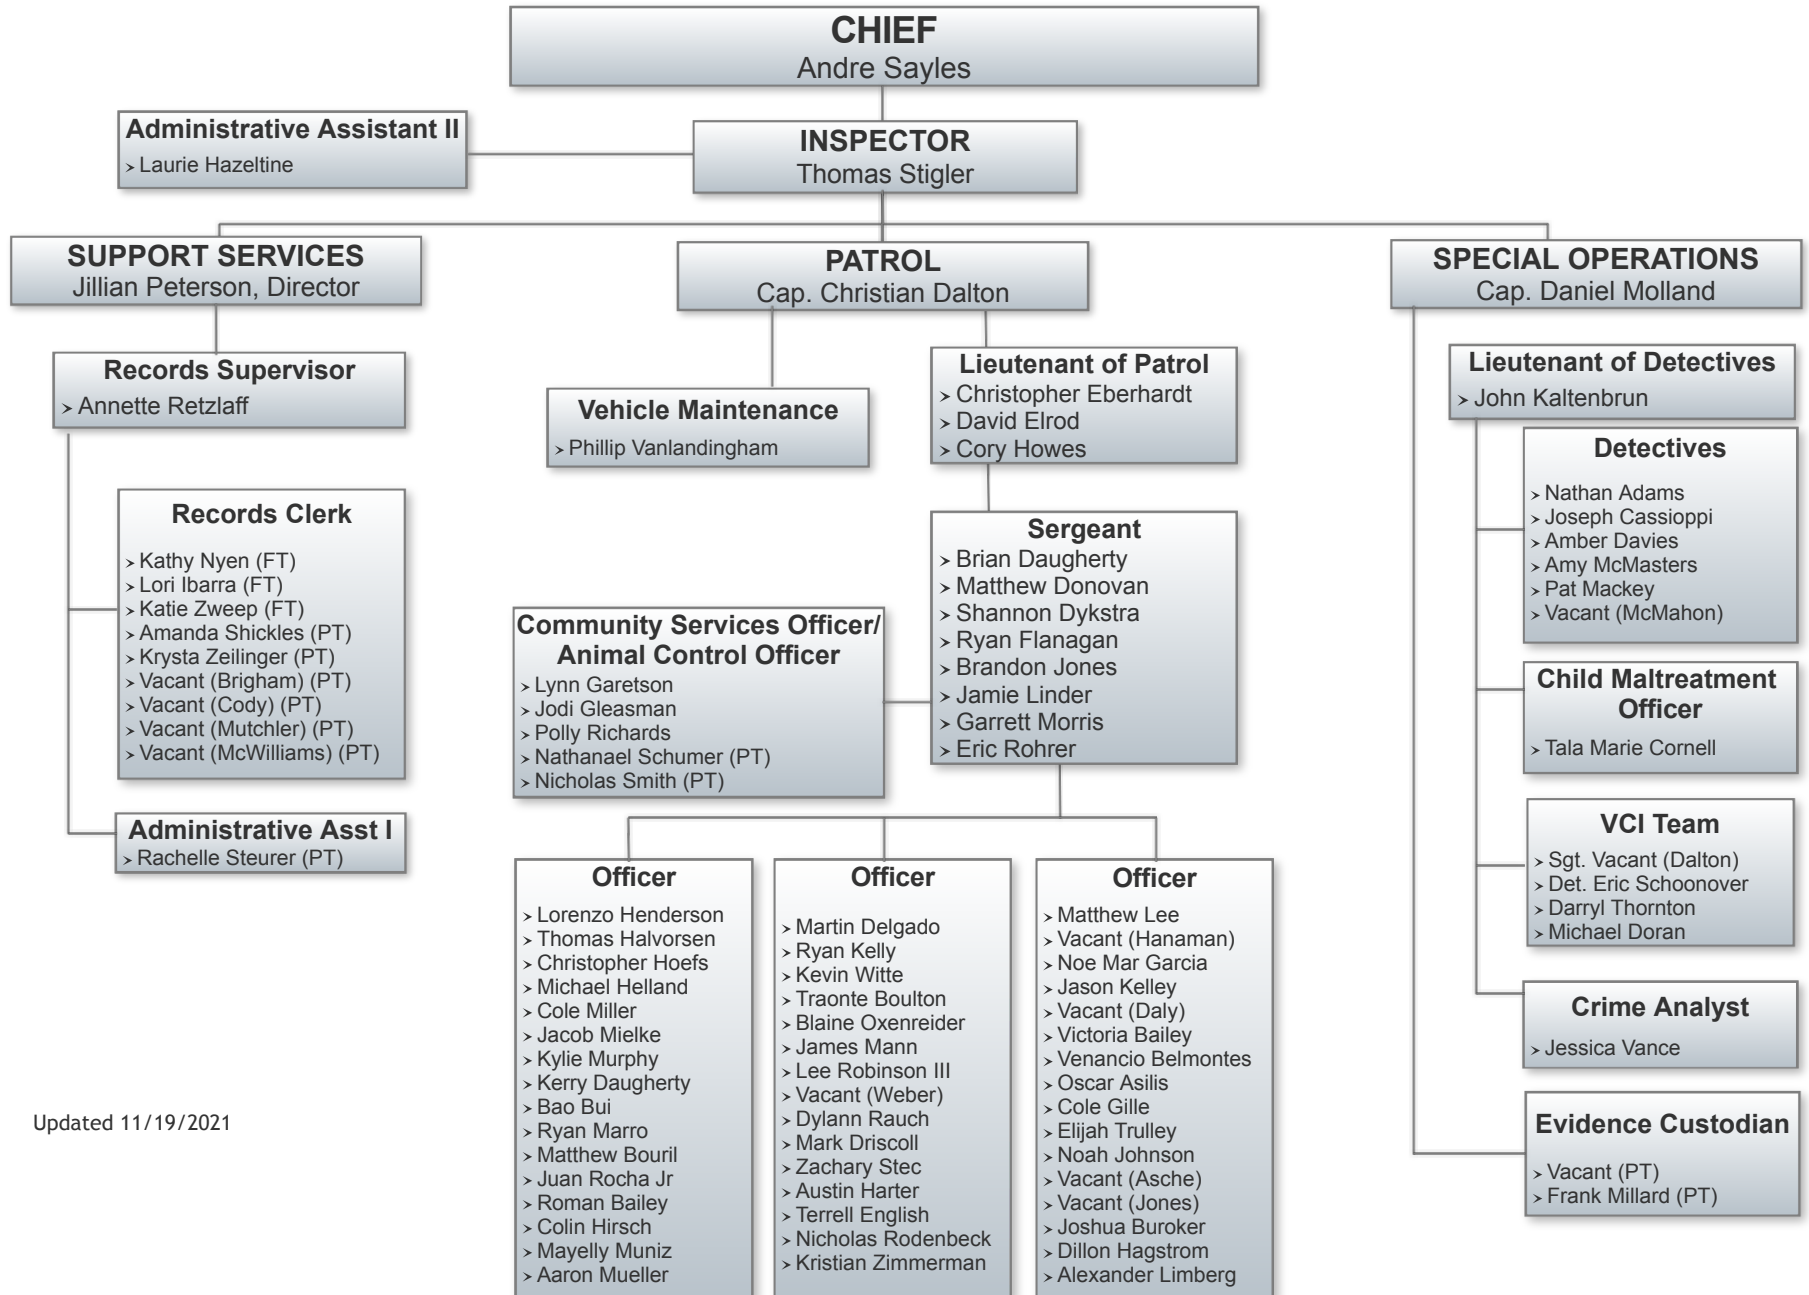 CHIEF
Andre Sayles
Administrative Assistant II
> Laurie Hazeltine
INSPECTOR
Thomas Stigler
SUPPORT SERVICES
Jillian Peterson, Director
PATROL
Cap. Christian Dalton
SPECIAL OPERATIONS
Cap. Daniel Molland
Records Supervisor
> Annette Retzlaff
Records Clerk
> Kathy Nyen (FT)
> Lori Ibarra (FT)
> Katie Zweep (FT)
> Amanda Shickles (PT)
> Krysta Zeilinger (PT)
> Vacant (Brigham) (PT)
> Vacant (Cody) (PT)
> Vacant (Mutchler) (PT)
> Vacant (McWilliams) (PT)
Administrative Asst I
> Rachelle Steurer (PT)
Vehicle Maintenance
> Phillip Vanlandingham
Lieutenant of Patrol
> Christopher Eberhardt
> David Elrod
> Cory Howes
Sergeant
> Brian Daugherty
> Matthew Donovan
> Shannon Dykstra
> Ryan Flanagan
> Brandon Jones
> Jamie Linder
> Garrett Morris
> Eric Rohrer
Community Services Officer/
Animal Control Officer
> Lynn Garetson
> Jodi Gleasman
> Polly Richards
> Nathanael Schumer (PT)
> Nicholas Smith (PT)
Officer
> Lorenzo Henderson
> Thomas Halvorsen
> Christopher Hoefs
> Michael Helland
> Cole Miller
> Jacob Mielke
> Kylie Murphy
> Kerry Daugherty
> Bao Bui
> Ryan Marro
> Matthew Bouril
> Juan Rocha Jr
> Roman Bailey
> Colin Hirsch
> Mayelly Muniz
> Aaron Mueller
Officer
> Martin Delgado
> Ryan Kelly
> Kevin Witte
> Traonte Boulton
> Blaine Oxenreider
> James Mann
> Lee Robinson III
> Vacant (Weber)
> Dylann Rauch
> Mark Driscoll
> Zachary Stec
> Austin Harter
> Terrell English
> Nicholas Rodenbeck
> Kristian Zimmerman
Officer
> Matthew Lee
> Vacant (Hanaman)
> Noe Mar Garcia
> Jason Kelley
> Vacant (Daly)
> Victoria Bailey
> Venancio Belmontes
> Oscar Asilis
> Cole Gille
> Elijah Trulley
> Noah Johnson
> Vacant (Asche)
> Vacant (Jones)
> Joshua Buroker
> Dillon Hagstrom
> Alexander Limberg
Lieutenant of Detectives
> John Kaltenbrun
Detectives
> Nathan Adams
> Joseph Cassioppi
> Amber Davies
> Amy McMasters
> Pat Mackey
> Vacant (McMahon)
Child Maltreatment
Officer
> Tala Marie Cornell
VCI Team
> Sgt. Vacant (Dalton)
> Det. Eric Schoonover
> Darryl Thornton
> Michael Doran
Crime Analyst
> Jessica Vance
Evidence Custodian
> Vacant (PT)
> Frank Millard (PT)
Updated 11/19/2021